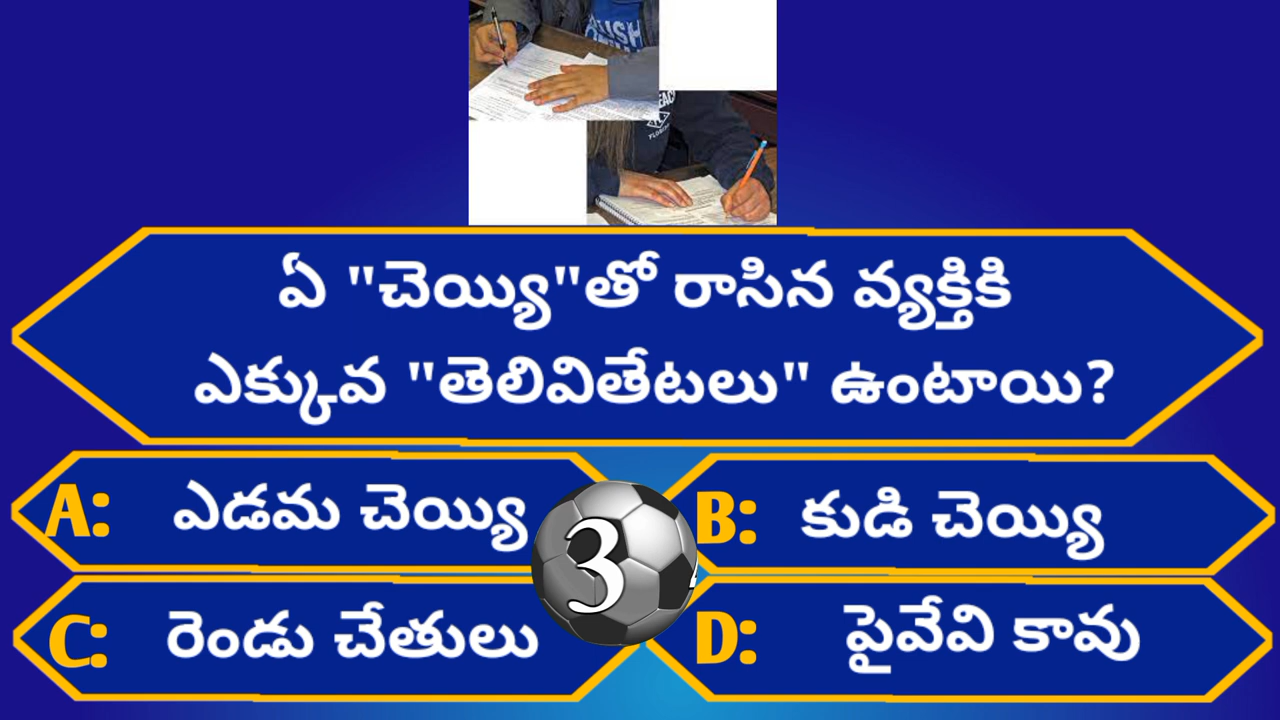 ఏ "చెయ్యి"తో రాసిన వ్యక్తికి
ఎక్కువ "తెలివితేటలు" ఉంటాయి?
A: ఎడమ చెయ్యి
B: కుడి చెయ్యి
3
C: రెండు చేతులు
D: పైవేవి కావు